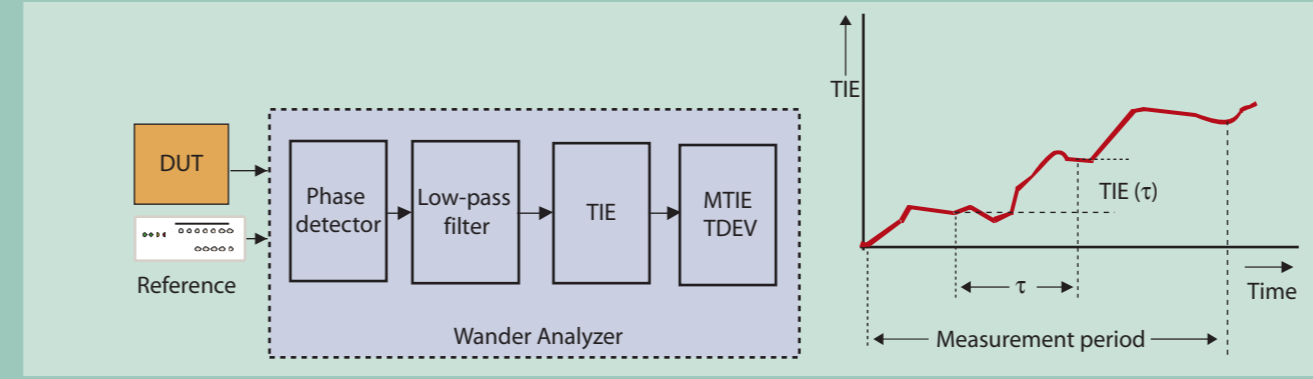 DUT
Reference
Phase
detector
Low-pass
filter
TIE
MTIE
TDEV
Wander Analyzer
TIE
TIE (τ)
τ
Time
Measurement period